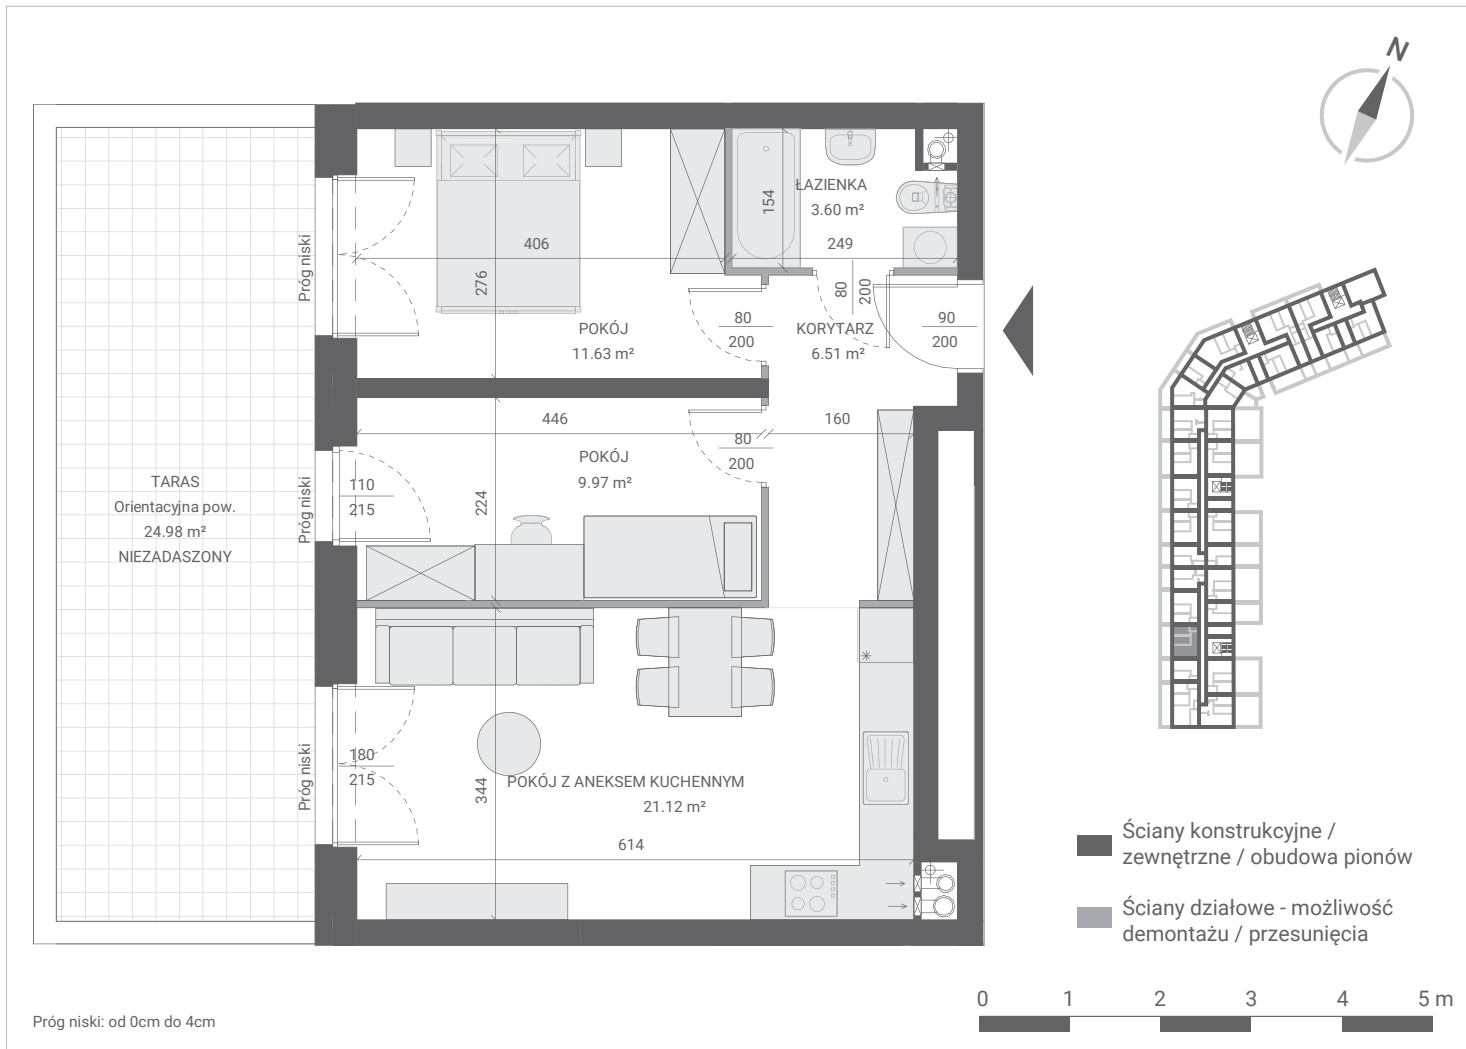 N
ŁAZIENKA
3.60 m²
154
249
406
276
Próg niski
POKÓJ
11.63 m²
80
200
80
200
KORYTARZ
6.51 m²
90
200
446
160
80
200
POKÓJ
9.97 m²
224
110
215
Próg niski
TARAS
Orientacyjna pow.
24.98 m²
NIEZADASZONY
180
215
Próg niski
344
POKÓJ Z ANEKSEM KUCHENNYM
21.12 m²
614
Ściany konstrukcyjne /
zewnętrzne / obudowa pionów
Ściany działowe - możliwość
demontażu / przesunięcia
0 1 2 3 4 5 m
Próg niski: od 0cm do 4cm